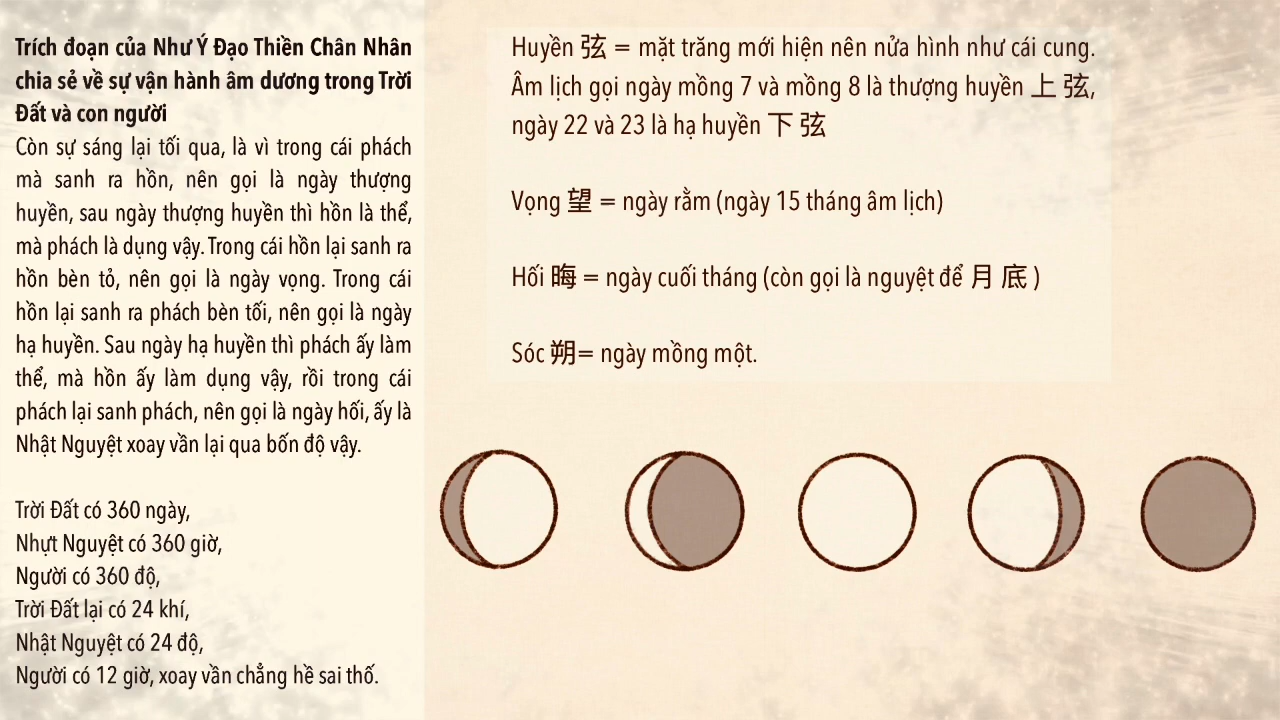 Trích đoạn của Như Ý Đạo Thiền Chân Nhân
chia sẻ về sự vận hành âm dương trong Trời
Đất và con người
Còn sự sáng lại tối qua, là vì trong cái phách
mà sanh ra hồn, nên gọi là ngày thượng
huyền, sau ngày thượng huyền thì hồn là thể,
mà phách là dụng vậy. Trong cái hồn lại sanh ra
hồn bèn tỏ, nên gọi là ngày vọng. Trong cái
hồn lại sanh ra phách bèn tối, nên gọi là ngày
hạ huyền. Sau ngày hạ huyền thì phách ấy làm
thể, mà hồn ấy làm dụng vậy, rồi trong cái
phách lại sanh phách, nên gọi là ngày hối, ấy là
Nhật Nguyệt xoay vần lại qua bốn độ vậy.
Trời Đất có 360 ngày,
Nhựt Nguyệt có 360 giờ,
Người có 360 độ,
Trời Đất lại có 24 khí,
Nhật Nguyệt có 24 độ,
Người có 12 giờ, xoay vần chẳng hề sai thố.
Huyền 弦 = mặt trăng mới hiện nên nửa hình như cái cung.
Âm lịch gọi ngày mồng 7 và mồng 8 là thượng huyền 上 弦,
ngày 22 và 23 là hạ huyền 下 弦
Vọng 望 = ngày rằm (ngày 15 tháng âm lịch)
Hối 晦 = ngày cuối tháng (còn gọi là nguyệt để 月 底 )
Sóc 朔= ngày mồng một.